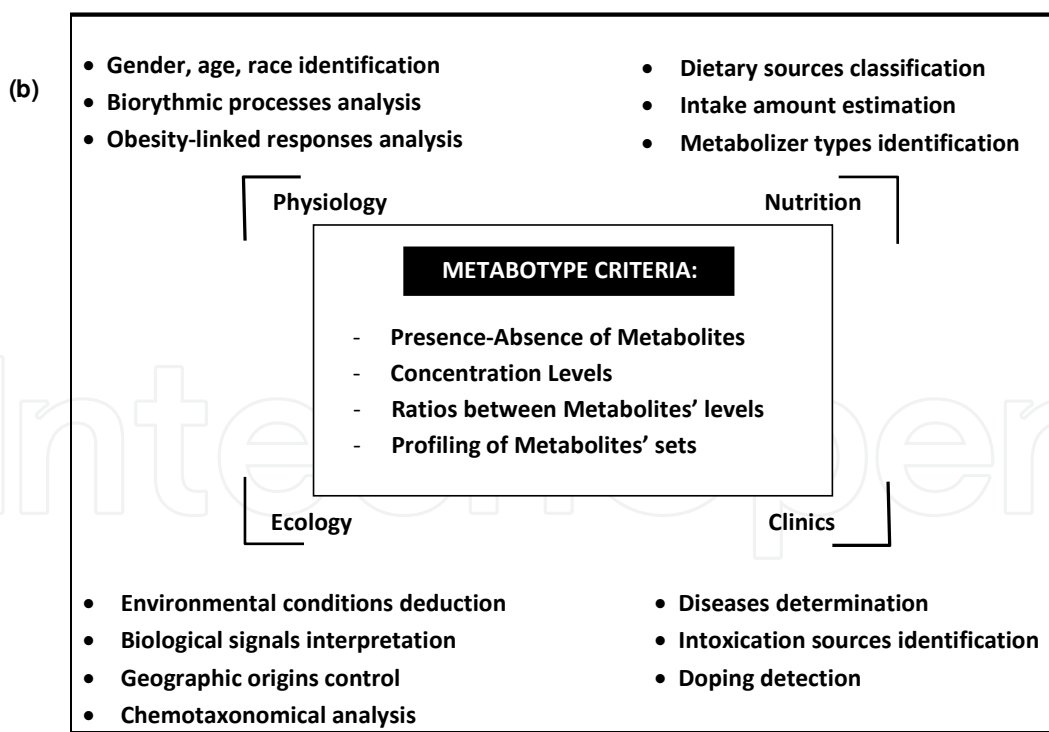 (b)
• Gender, age, race identification
• Biorythmic processes analysis
• Obesity-linked responses analysis
• Dietary sources classification
• Intake amount estimation
• Metabolizer types identification
Physiology
Nutrition
METABOTYPE CRITERIA:
- Presence-Absence of Metabolites
- Concentration Levels
- Ratios between Metabolites’ levels
- Profiling of Metabolites’ sets
Ecology
Clinics
• Environmental conditions deduction
• Biological signals interpretation
• Geographic origins control
• Chemotaxonomical analysis
• Diseases determination
• Intoxication sources identification
• Doping detection
IntechOpen